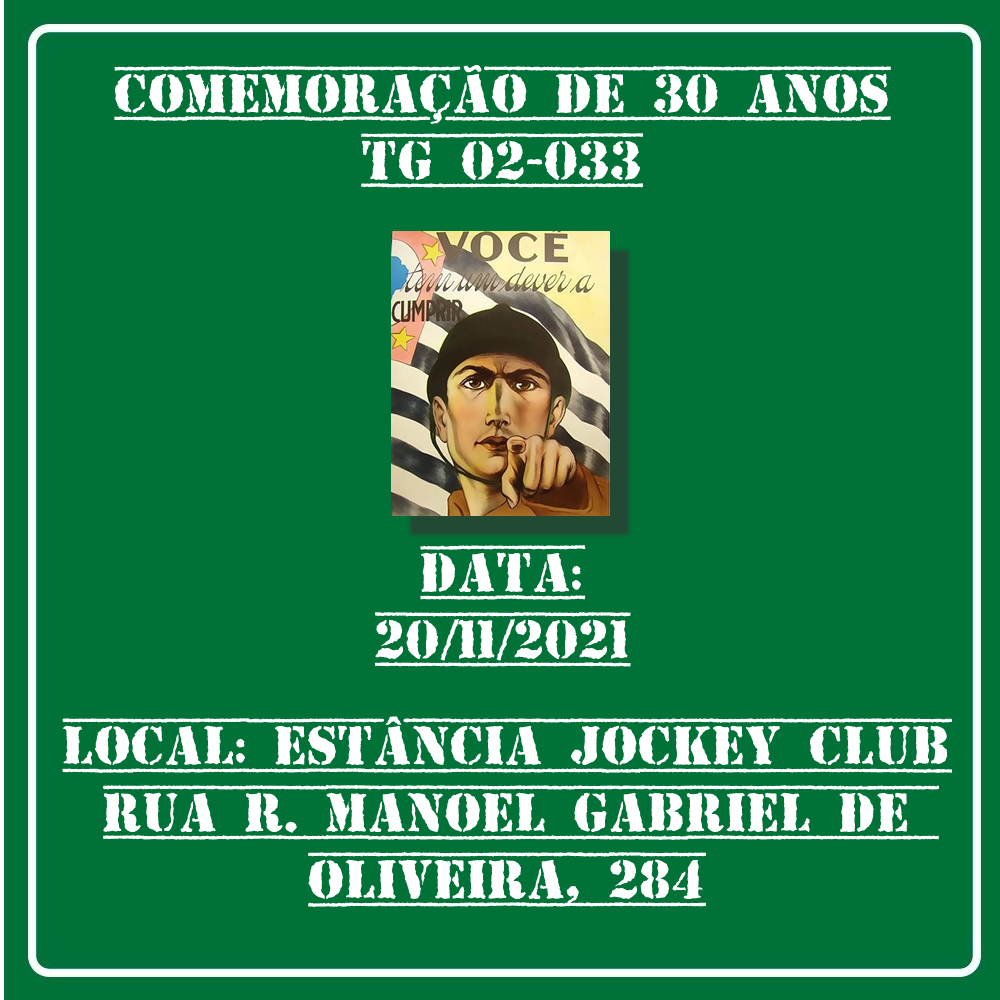 COMEMORAÇÃO DE 30 ANOS
TG 02-033
VOCÊ
tem um dever a
CUMPRIR
DATA:
20/11/2021
LOCAL: ESTÂNCIA JOCKEY CLUB
RUA R. MANOEL GABRIEL DE
OLIVEIRA, 284